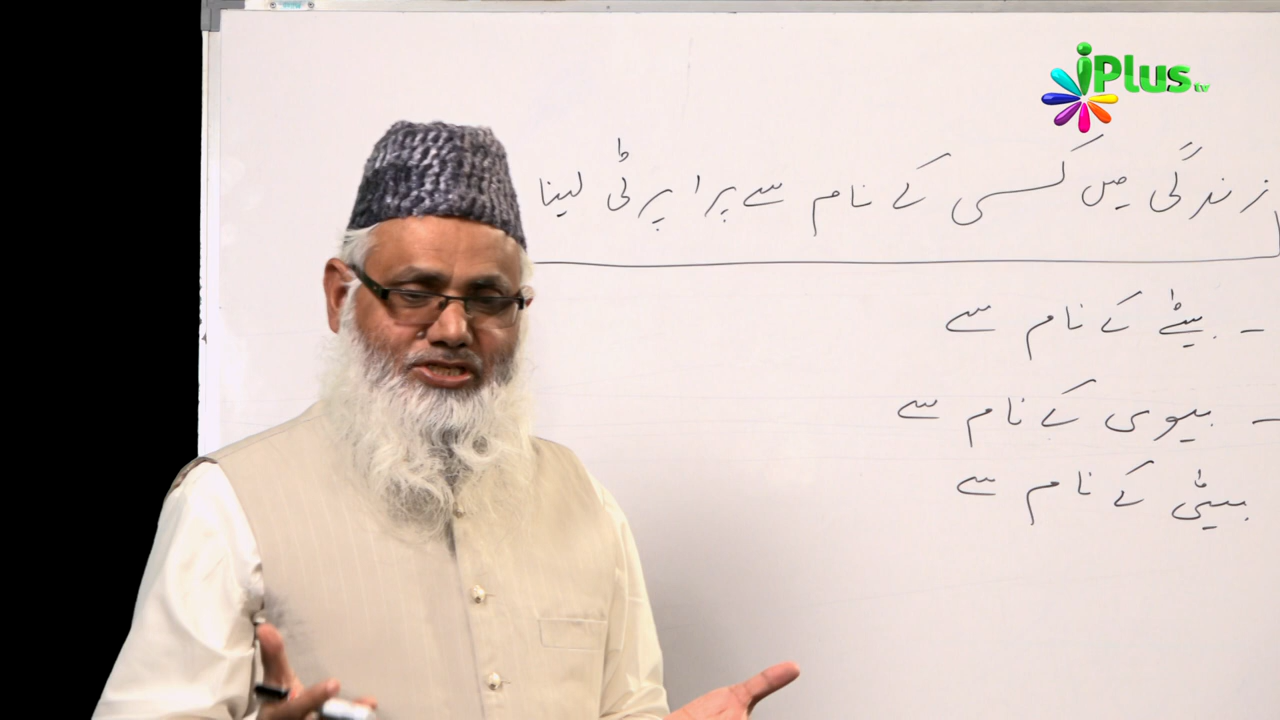 iPlus tv
زندگی میں کسی کے نام سے پراپرٹی لینا
- بیٹے کے نام سے
- بیوی کے نام سے
بیٹی کے نام سے